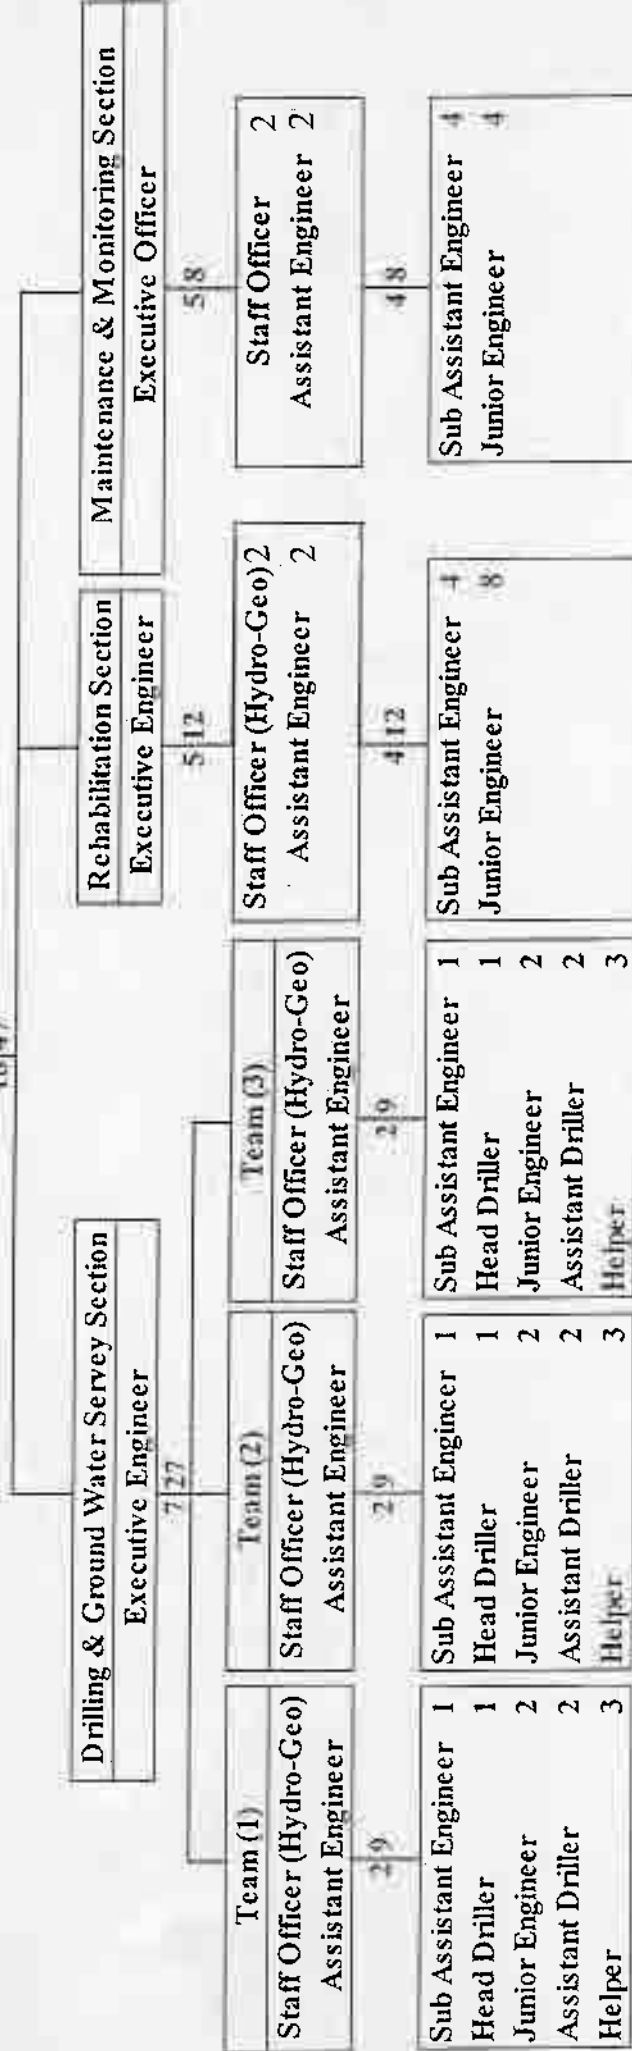 Drilling & Ground Water Servey Section
Executive Engineer
7 27
Team (1)
Staff Officer (Hydro-Geo)
Assistant Engineer
2 9
Sub Assistant Engineer 1
Head Driller 1
Junior Engineer 2
Assistant Driller 2
Helper 3
Team (2)
Staff Officer (Hydro-Geo)
Assistant Engineer
2 9
Sub Assistant Engineer 1
Head Driller 1
Junior Engineer 2
Assistant Driller 2
Helper 3
Team (3)
Staff Officer (Hydro-Geo)
Assistant Engineer
2 9
Sub Assistant Engineer 1
Head Driller 1
Junior Engineer 2
Assistant Driller 2
Helper 3
Rehabilitation Section
Executive Engineer
5 12
Staff Officer (Hydro-Geo) 2
Assistant Engineer 2
4 12
Sub Assistant Engineer 4
Junior Engineer 8
Maintenance & Monitoring Section
Executive Officer
5 8
Staff Officer 2
Assistant Engineer 2
4 8
Sub Assistant Engineer 4
Junior Engineer 4